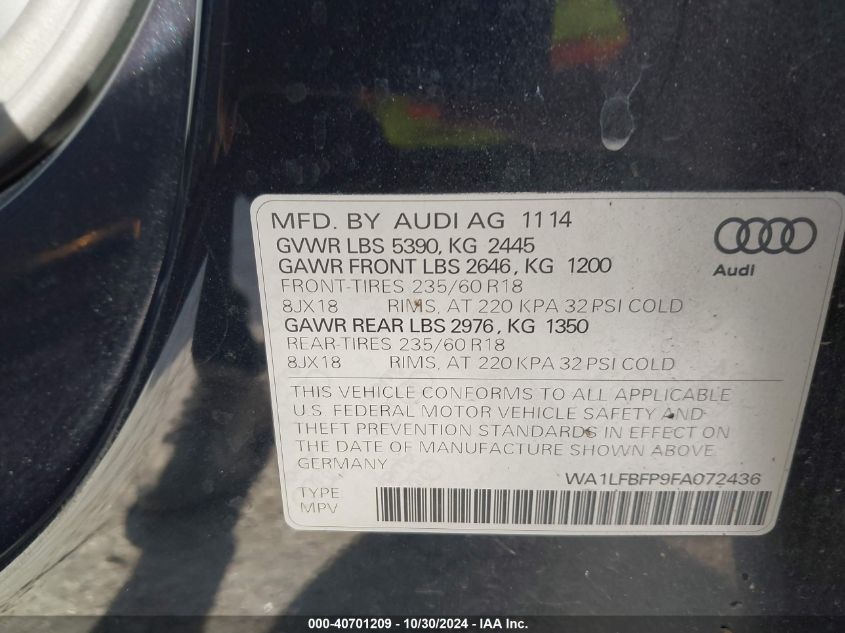 MFD. BY AUDI AG 11 14
GVWR LBS 5390, KG 2445
GAWR FRONT LBS 2646, KG 1200
FRONT-TIRES 235/60 R18
8JX18 RIMS, AT 220 KPA 32 PSI COLD
GAWR REAR LBS 2976, KG 1350
REAR-TIRES 235/60 R18
8JX18 RIMS, AT 220 KPA 32 PSI COLD
Audi
THIS VEHICLE CONFORMS TO ALL APPLICABLE
U.S. FEDERAL MOTOR VEHICLE SAFETY AND
THEFT PREVENTION STANDARDS IN EFFECT ON
THE DATE OF MANUFACTURE SHOWN ABOVE
GERMANY
WA1LFBFP9FA072436
TYPE
MPV
000-40701209 - 10/30/2024 - IAA Inc.